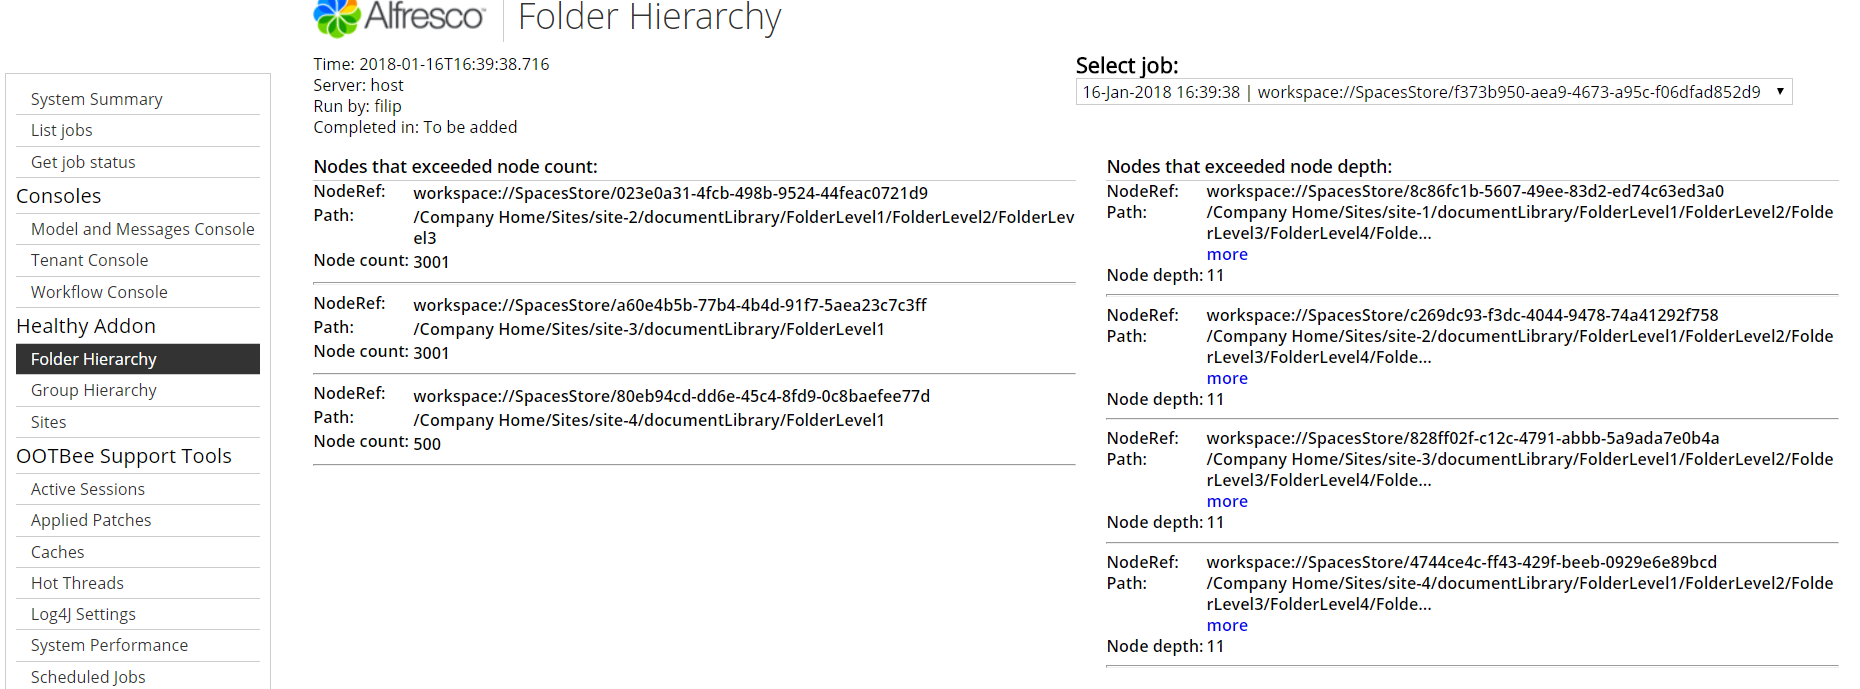 Alfresco
Folder Hierarchy
System Summary
List jobs
Get job status
Consoles
Model and Messages Console
Tenant Console
Workflow Console
Healthy Addon
Folder Hierarchy
Group Hierarchy
Sites
OOTBee Support Tools
Active Sessions
Applied Patches
Caches
Hot Threads
Log4J Settings
System Performance
Scheduled Jobs
Time: 2018-01-16T16:39:38.716
Server: host
Run by: filip
Completed in: To be added
Select job:
16-Jan-2018 16:39:38 | workspace://SpacesStore/f373b950-aea9-4673-a95c-f06dfad852d9
Nodes that exceeded node count:
NodeRef: workspace://SpacesStore/023e0a31-4fcb-498b-9524-44feac0721d9
Path: /Company Home/Sites/site-2/documentLibrary/FolderLevel1/FolderLevel2/FolderLev
el3
Node count: 3001
NodeRef: workspace://SpacesStore/a60e4b5b-77b4-4b4d-91f7-5aea23c7c3ff
Path: /Company Home/Sites/site-3/documentLibrary/FolderLevel1
Node count: 3001
NodeRef: workspace://SpacesStore/80eb94cd-dd6e-45c4-8fd9-0c8baefee77d
Path: /Company Home/Sites/site-4/documentLibrary/FolderLevel1
Node count: 500
Nodes that exceeded node depth:
NodeRef: workspace://SpacesStore/8c86fc1b-5607-49ee-83d2-ed74c63ed3a0
Path: /Company Home/Sites/site-1/documentLibrary/FolderLevel1/FolderLevel2/Folde
rLevel3/FolderLevel4/Folde...
more
Node depth: 11
NodeRef: workspace://SpacesStore/c269dc93-f3dc-4044-9478-74a41292f758
Path: /Company Home/Sites/site-2/documentLibrary/FolderLevel1/FolderLevel2/Folde
rLevel3/FolderLevel4/Folde...
more
Node depth: 11
NodeRef: workspace://SpacesStore/828ff02f-c12c-4791-abbb-5a9ada7e0b4a
Path: /Company Home/Sites/site-3/documentLibrary/FolderLevel1/FolderLevel2/Folde
rLevel3/FolderLevel4/Folde...
more
Node depth: 11
NodeRef: workspace://SpacesStore/4744ce4c-ff43-429f-beeb-0929e6e89bcd
Path: /Company Home/Sites/site-4/documentLibrary/FolderLevel1/FolderLevel2/Folde
rLevel3/FolderLevel4/Folde...
more
Node depth: 11